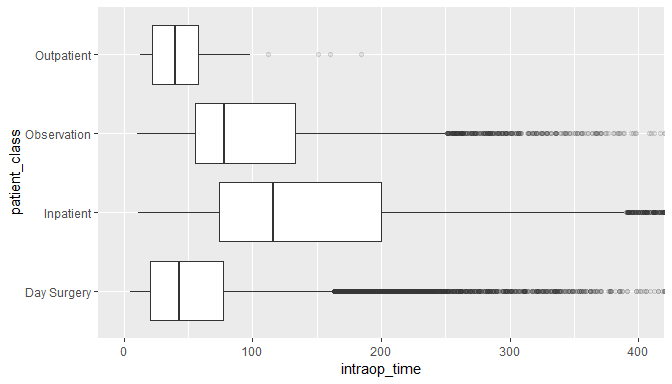 Outpatient
Observation
Inpatient
Day Surgery
patient_class
0 100 200 300 400
intraop_time